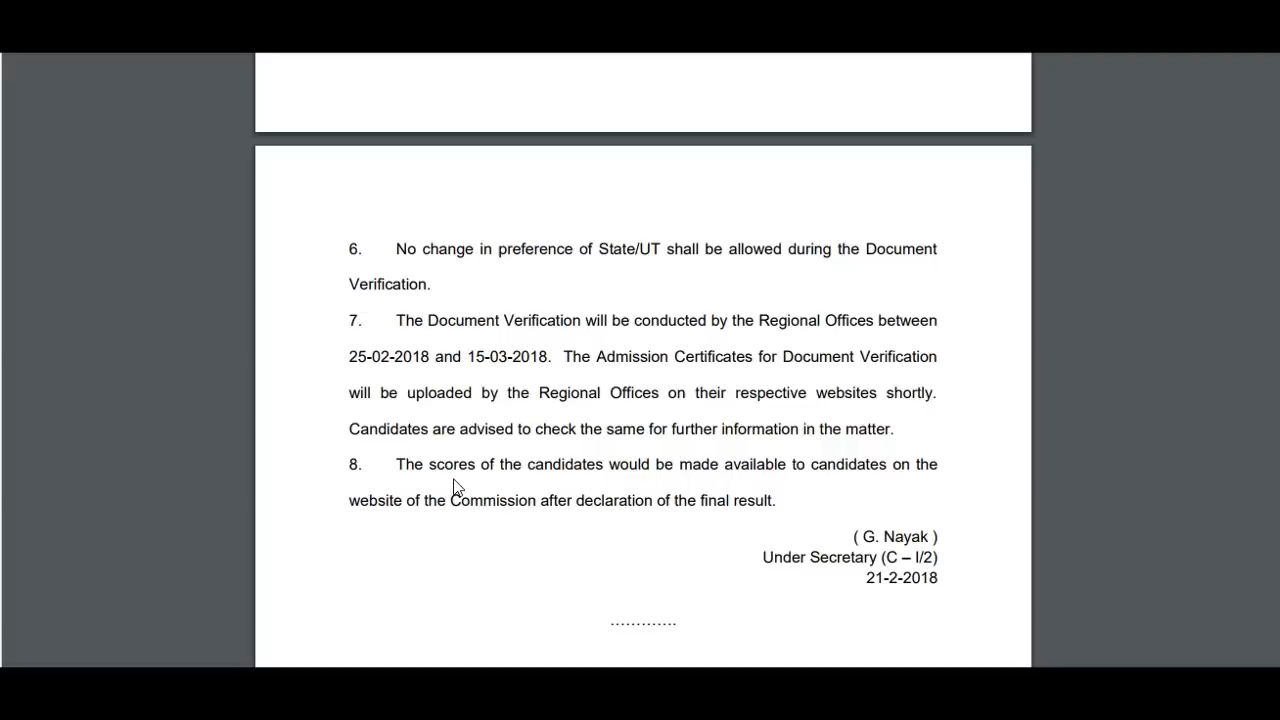 6. No change in preference of State/UT shall be allowed during the Document
Verification.
7. The Document Verification will be conducted by the Regional Offices between
25-02-2018 and 15-03-2018. The Admission Certificates for Document Verification
will be uploaded by the Regional Offices on their respective websites shortly.
Candidates are advised to check the same for further information in the matter.
8. The scores of the candidates would be made available to candidates on the
website of the Commission after declaration of the final result.
( G. Nayak )
Under Secretary (C – I/2)
21-2-2018
.............